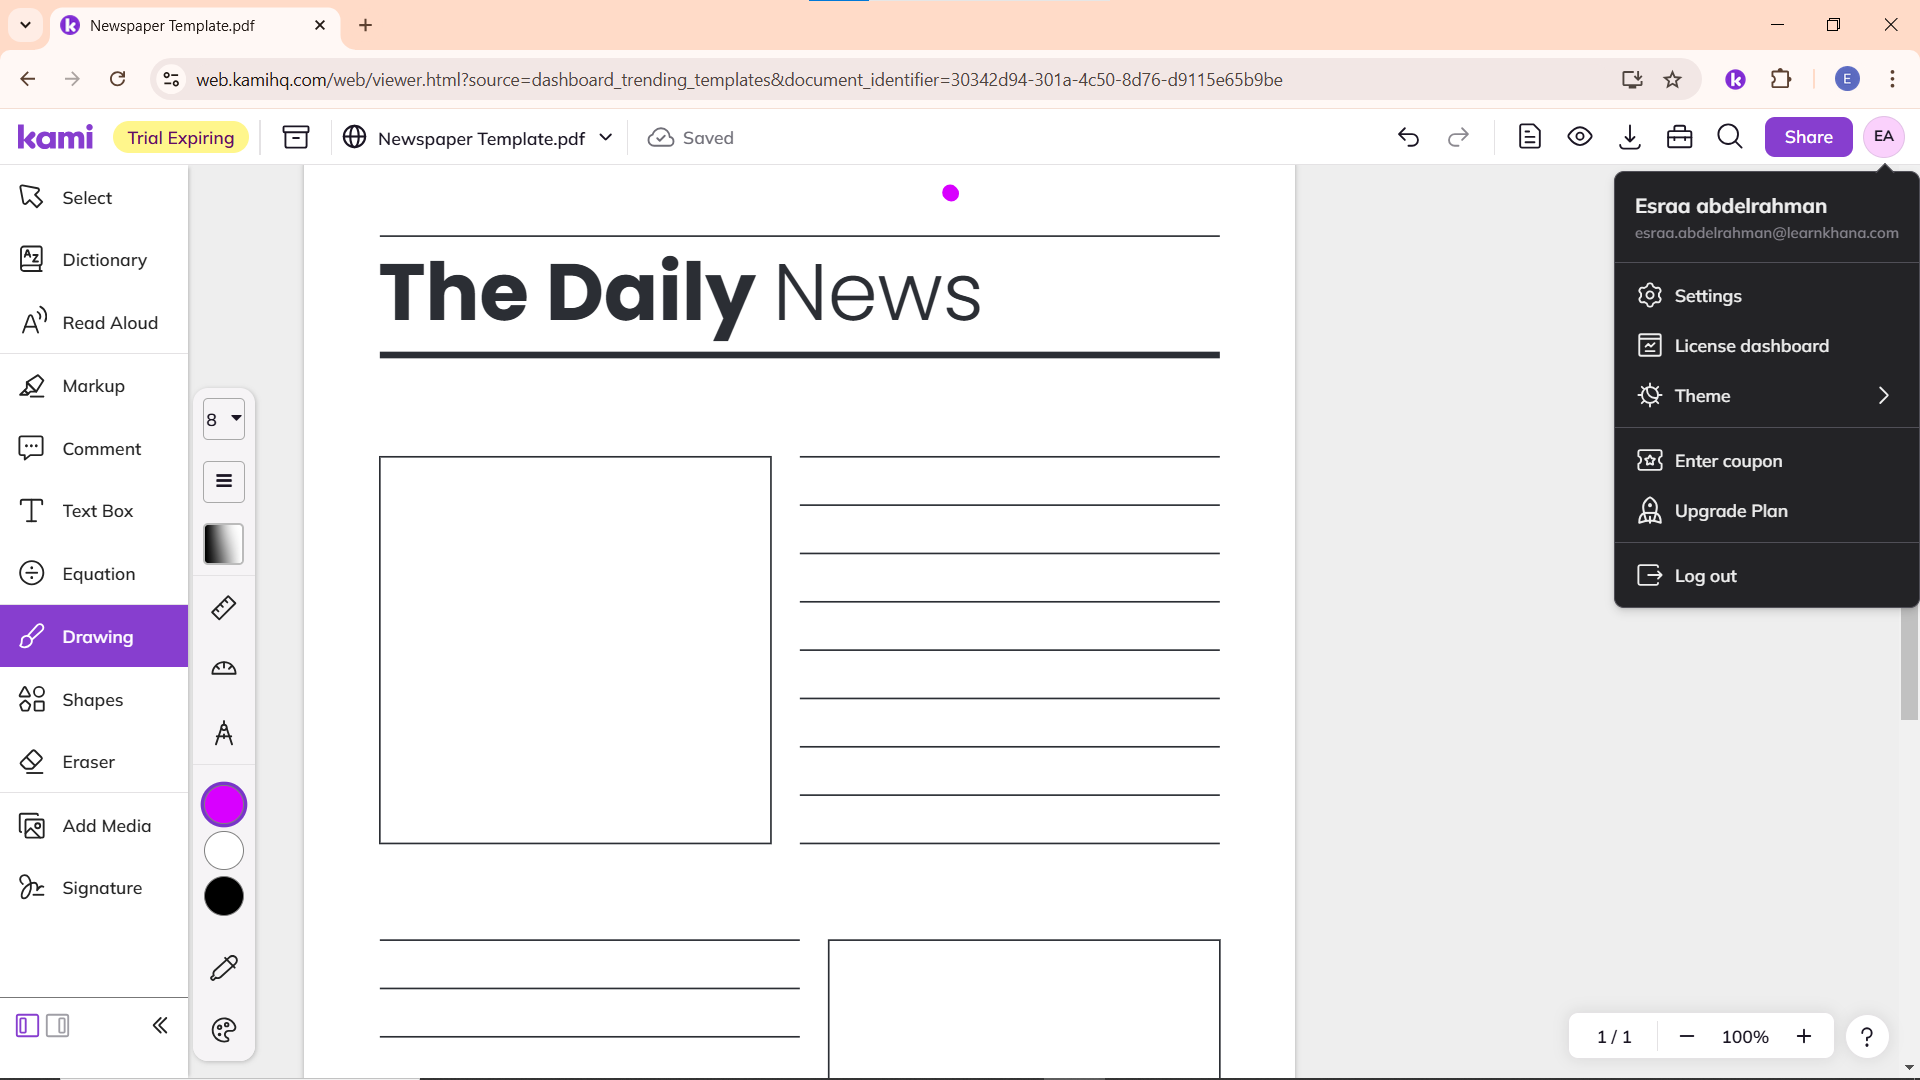 Newspaper Template.pdf
web.kamihq.com/web/viewer.html?source=dashboard_trending_templates&document_identifier=30342d94-301a-4c50-8d76-d9115e65b9be
E
kami
Trial Expiring
Newspaper Template.pdf
Saved
Share
EA
Select
Dictionary
Read Aloud
Markup
Comment
Text Box
Equation
Drawing
Shapes
Eraser
Add Media
Signature
8
The Daily News
Esraa abdelrahman
esraa.abdelrahman@learnkhana.com
Settings
License dashboard
Theme
Enter coupon
Upgrade Plan
Log out
1 / 1
100%
?